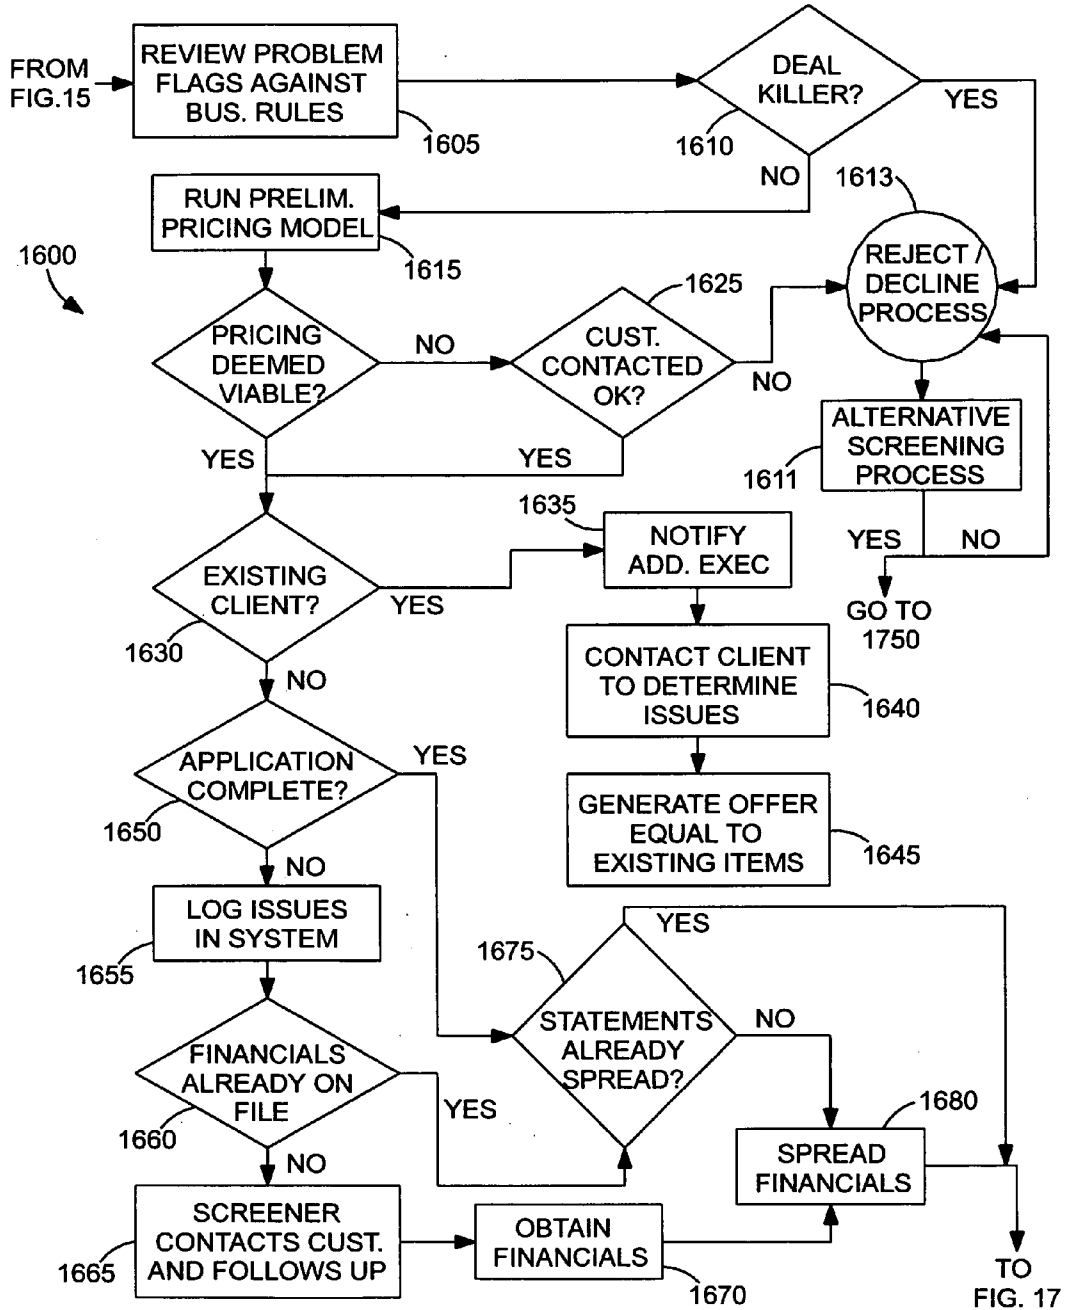 FROM
FIG.15
REVIEW PROBLEM
FLAGS AGAINST
BUS. RULES
1605
DEAL
KILLER?
1610
YES
NO
1613
RUN PRELIM.
PRICING MODEL
1615
1600
REJECT /
DECLINE
PROCESS
1625
PRICING
DEEMED
VIABLE?
NO
CUST.
CONTACTED
OK?
NO
YES
YES
ALTERNATIVE
SCREENING
PROCESS
1611
YES
NO
GO TO
1750
1635
NOTIFY
ADD. EXEC
EXISTING
CLIENT?
YES
1630
NO
CONTACT CLIENT
TO DETERMINE
ISSUES
1640
APPLICATION
COMPLETE?
YES
1650
NO
GENERATE OFFER
EQUAL TO
EXISTING ITEMS
1645
LOG ISSUES
IN SYSTEM
1655
1675
YES
STATEMENTS
ALREADY
SPREAD?
NO
FINANCIALS
ALREADY ON
FILE
YES
1660
NO
1680
SPREAD
FINANCIALS
SCREENER
CONTACTS CUST.
AND FOLLOWS UP
1665
OBTAIN
FINANCIALS
1670
TO
FIG. 17